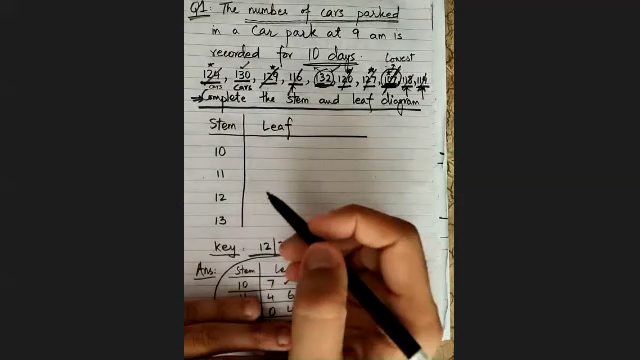 Q1: The number of cars parked
in a Car park at 9 am is
recorded for 10 days.
Lowest
124, 130, 129, 116, 132, 120, 127, 107, 118, 114
cars cars
Complete the stem and leaf diagram
Stem Leaf
10
11
12
13
key: 12|
Ans: Stem
10 7
4 6
0 4